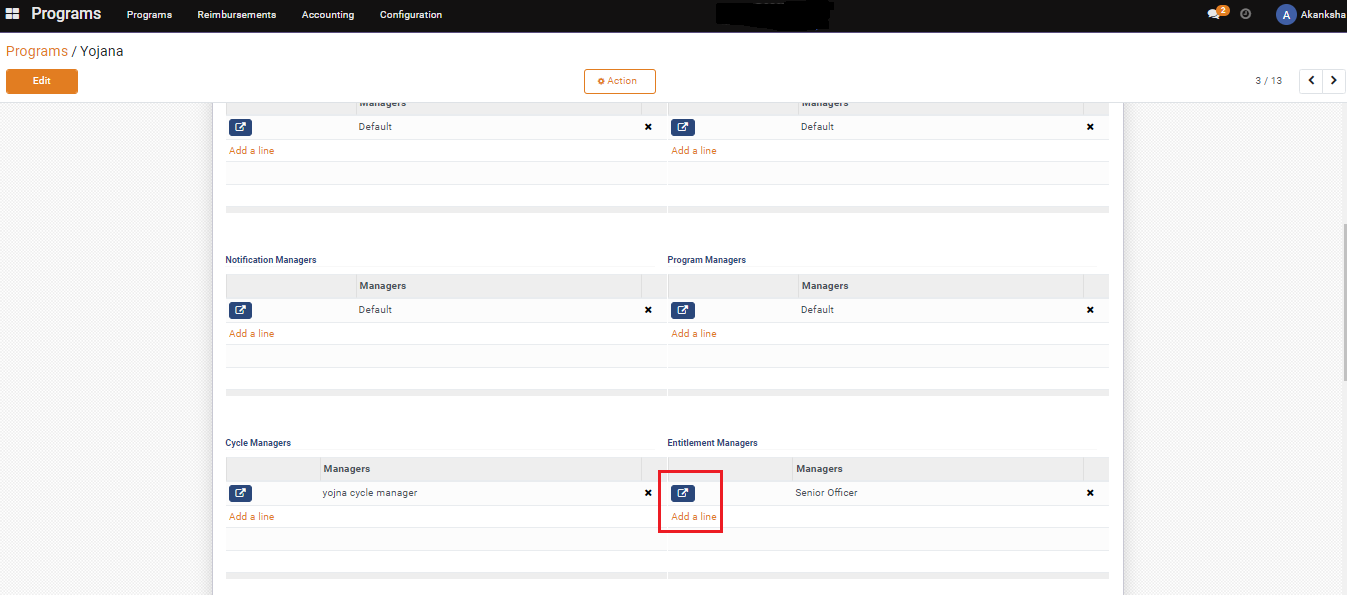 Programs Programs Reimbursements Accounting Configuration 2 A Akanksha
Programs / Yojana
Edit Action 3 / 13
Managers Managers
Default Default
Add a line Add a line
Notification Managers Program Managers
Managers Managers
Default Default
Add a line Add a line
Cycle Managers Entitlement Managers
Managers Managers
yojna cycle manager Senior Officer
Add a line Add a line